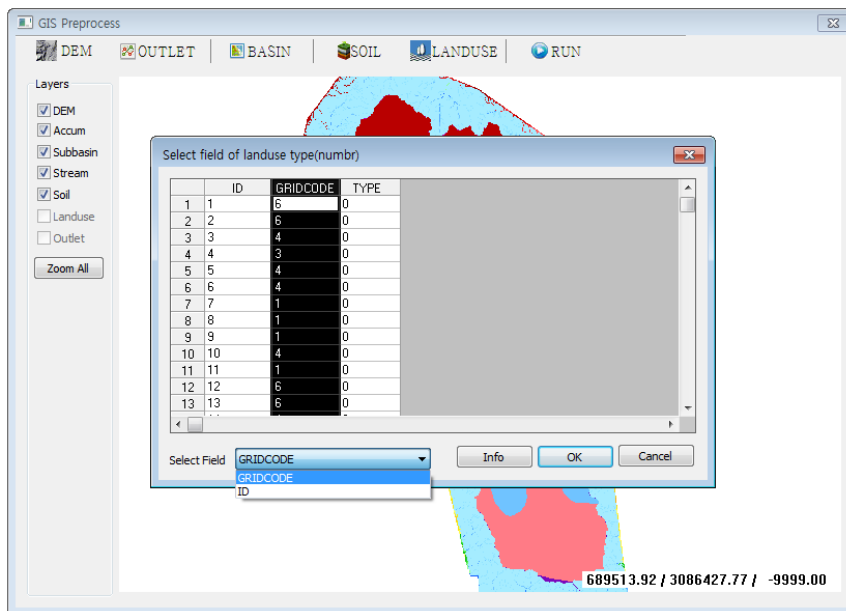 GIS Preprocess
DEM OUTLET BASIN SOIL LANDUSE RUN
Layers
DEM
Accum
Subbasin
Stream
Soil
Landuse
Outlet
Zoom All
Select field of landuse type(numbr)
ID GRIDCODE TYPE
1 1 6 0
2 2 6 0
3 3 4 0
4 4 3 0
5 5 4 0
6 6 4 0
7 7 1 0
8 8 1 0
9 9 1 0
10 10 4 0
11 11 1 0
12 12 6 0
13 13 6 0
Select Field GRIDCODE Info OK Cancel
GRIDCODE
ID
689513.92 / 3086427.77 / -9999.00